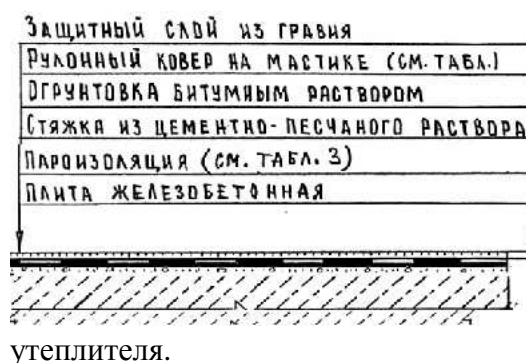 Защитный слой из гравия
Рулонный ковер на мастике (см. табл.)
Огрунтовка битумным раствором
Стяжка из цементно-песчаного раствора
Пароизоляция (см. табл. 3)
Плита железобетонная
утеплителя.